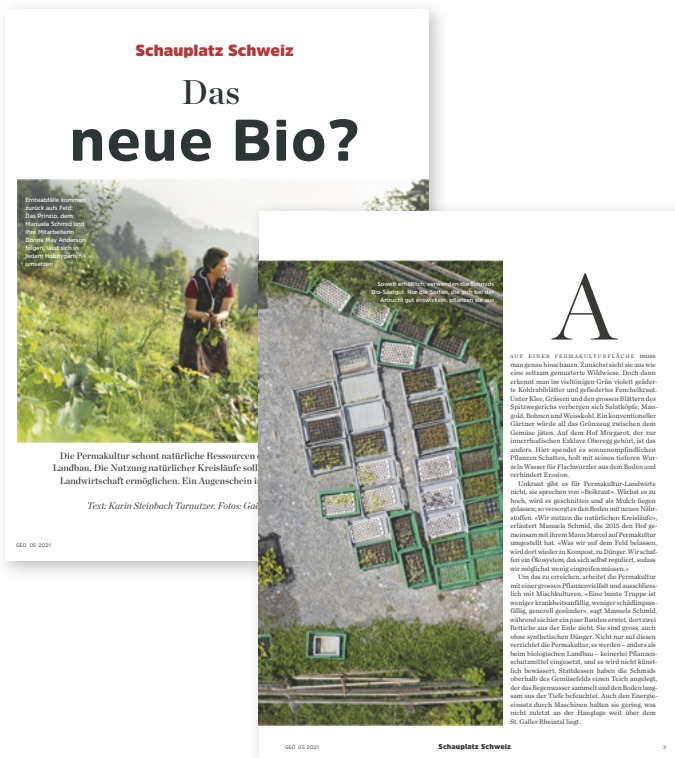 Schauplatz Schweiz
Das
neue Bio?
Ernteabfälle kommen
zurück aufs Feld:
Das Prinzip, dem
Manuela Schmid und
ihre Mitarbeiterin
Donna May Anderson
folgen, lässt sich in
jedem Hobbygarten
umsetzen
Die Permakultur schont natürliche Ressourcen
Landbau. Die Nutzung natürlicher Kreisläufe soll
Landwirtschaft ermöglichen. Ein Augenschein
Text: Karin Steinbach Tarnutzer, Fotos:
GEO 05 2021
Soweit erhältlich, verwenden die Schmids
Bio-Saatgut. Nur die Sorten, die sich bei der
Anzucht gut entwickeln, pflanzen sie aus
A
AUF EINER PERMAKULTURFLÄCHE muss
man genau hinschauen. Zunächst sieht sie aus wie
eine seltsam gemusterte Wildwiese. Doch dann
erkennt man im vieltönigen Grün violett geäder-
te Kohlrabiblätter und gefiedertes Fenchelkraut.
Unter Klee, Gräsern und den grossen Blättern des
Spitzwegerichs verbergen sich Salatköpfe, Man-
gold, Bohnen und Weisskohl. Ein konventioneller
Gärtner würde all das Grünzeug zwischen dem
Gemüse jäten. Auf dem Hof Morgarot, der zur
innerrhodischen Exklave Oberegg gehört, ist das
anders. Hier spendet es sonnenempfindlichen
Pflanzen Schatten, holt mit seinen tieferen Wur-
zeln Wasser für Flachwurzler aus dem Boden und
verhindert Erosion.
Unkraut gibt es für Permakultur-Landwirte
nicht, sie sprechen von «Beikraut». Wächst es zu
hoch, wird es geschnitten und als Mulch liegen
gelassen; so versorgt es den Boden mit neuen Nähr-
stoffen. «Wir nutzen die natürlichen Kreisläufe»,
erläutert Manuela Schmid, die 2015 den Hof ge-
meinsam mit ihrem Mann Marcel auf Permakultur
umgestellt hat. «Was wir auf dem Feld belassen,
wird dort wieder zu Kompost, zu Dünger. Wir schaf-
fen ein Ökosystem, das sich selbst reguliert, sodass
wir möglichst wenig eingreifen müssen.»
Um das zu erreichen, arbeitet die Permakultur
mit einer grossen Pflanzenvielfalt und ausschliess-
lich mit Mischkulturen. «Eine bunte Truppe ist
weniger krankheitsanfällig, weniger schädlingsan-
fällig, generell gesünder», sagt Manuela Schmid,
während sie hier ein paar Randen erntet, dort zwei
Rettiche aus der Erde zieht. Sie sind gross, auch
ohne synthetischen Dünger. Nicht nur auf diesen
verzichtet die Permakultur, es werden – anders als
beim biologischen Landbau – keinerlei Pflanzen-
schutzmittel eingesetzt, und es wird nicht künst-
lich bewässert. Stattdessen haben die Schmids
oberhalb des Gemüsefelds einen Teich angelegt,
der das Regenwasser sammelt und den Boden lang-
sam aus der Tiefe befeuchtet. Auch den Energie-
einsatz durch Maschinen halten sie gering, was
nicht zuletzt an der Hanglage weit über dem
St. Galler Rheintal liegt.
GEO 05 2021
Schauplatz Schweiz
3